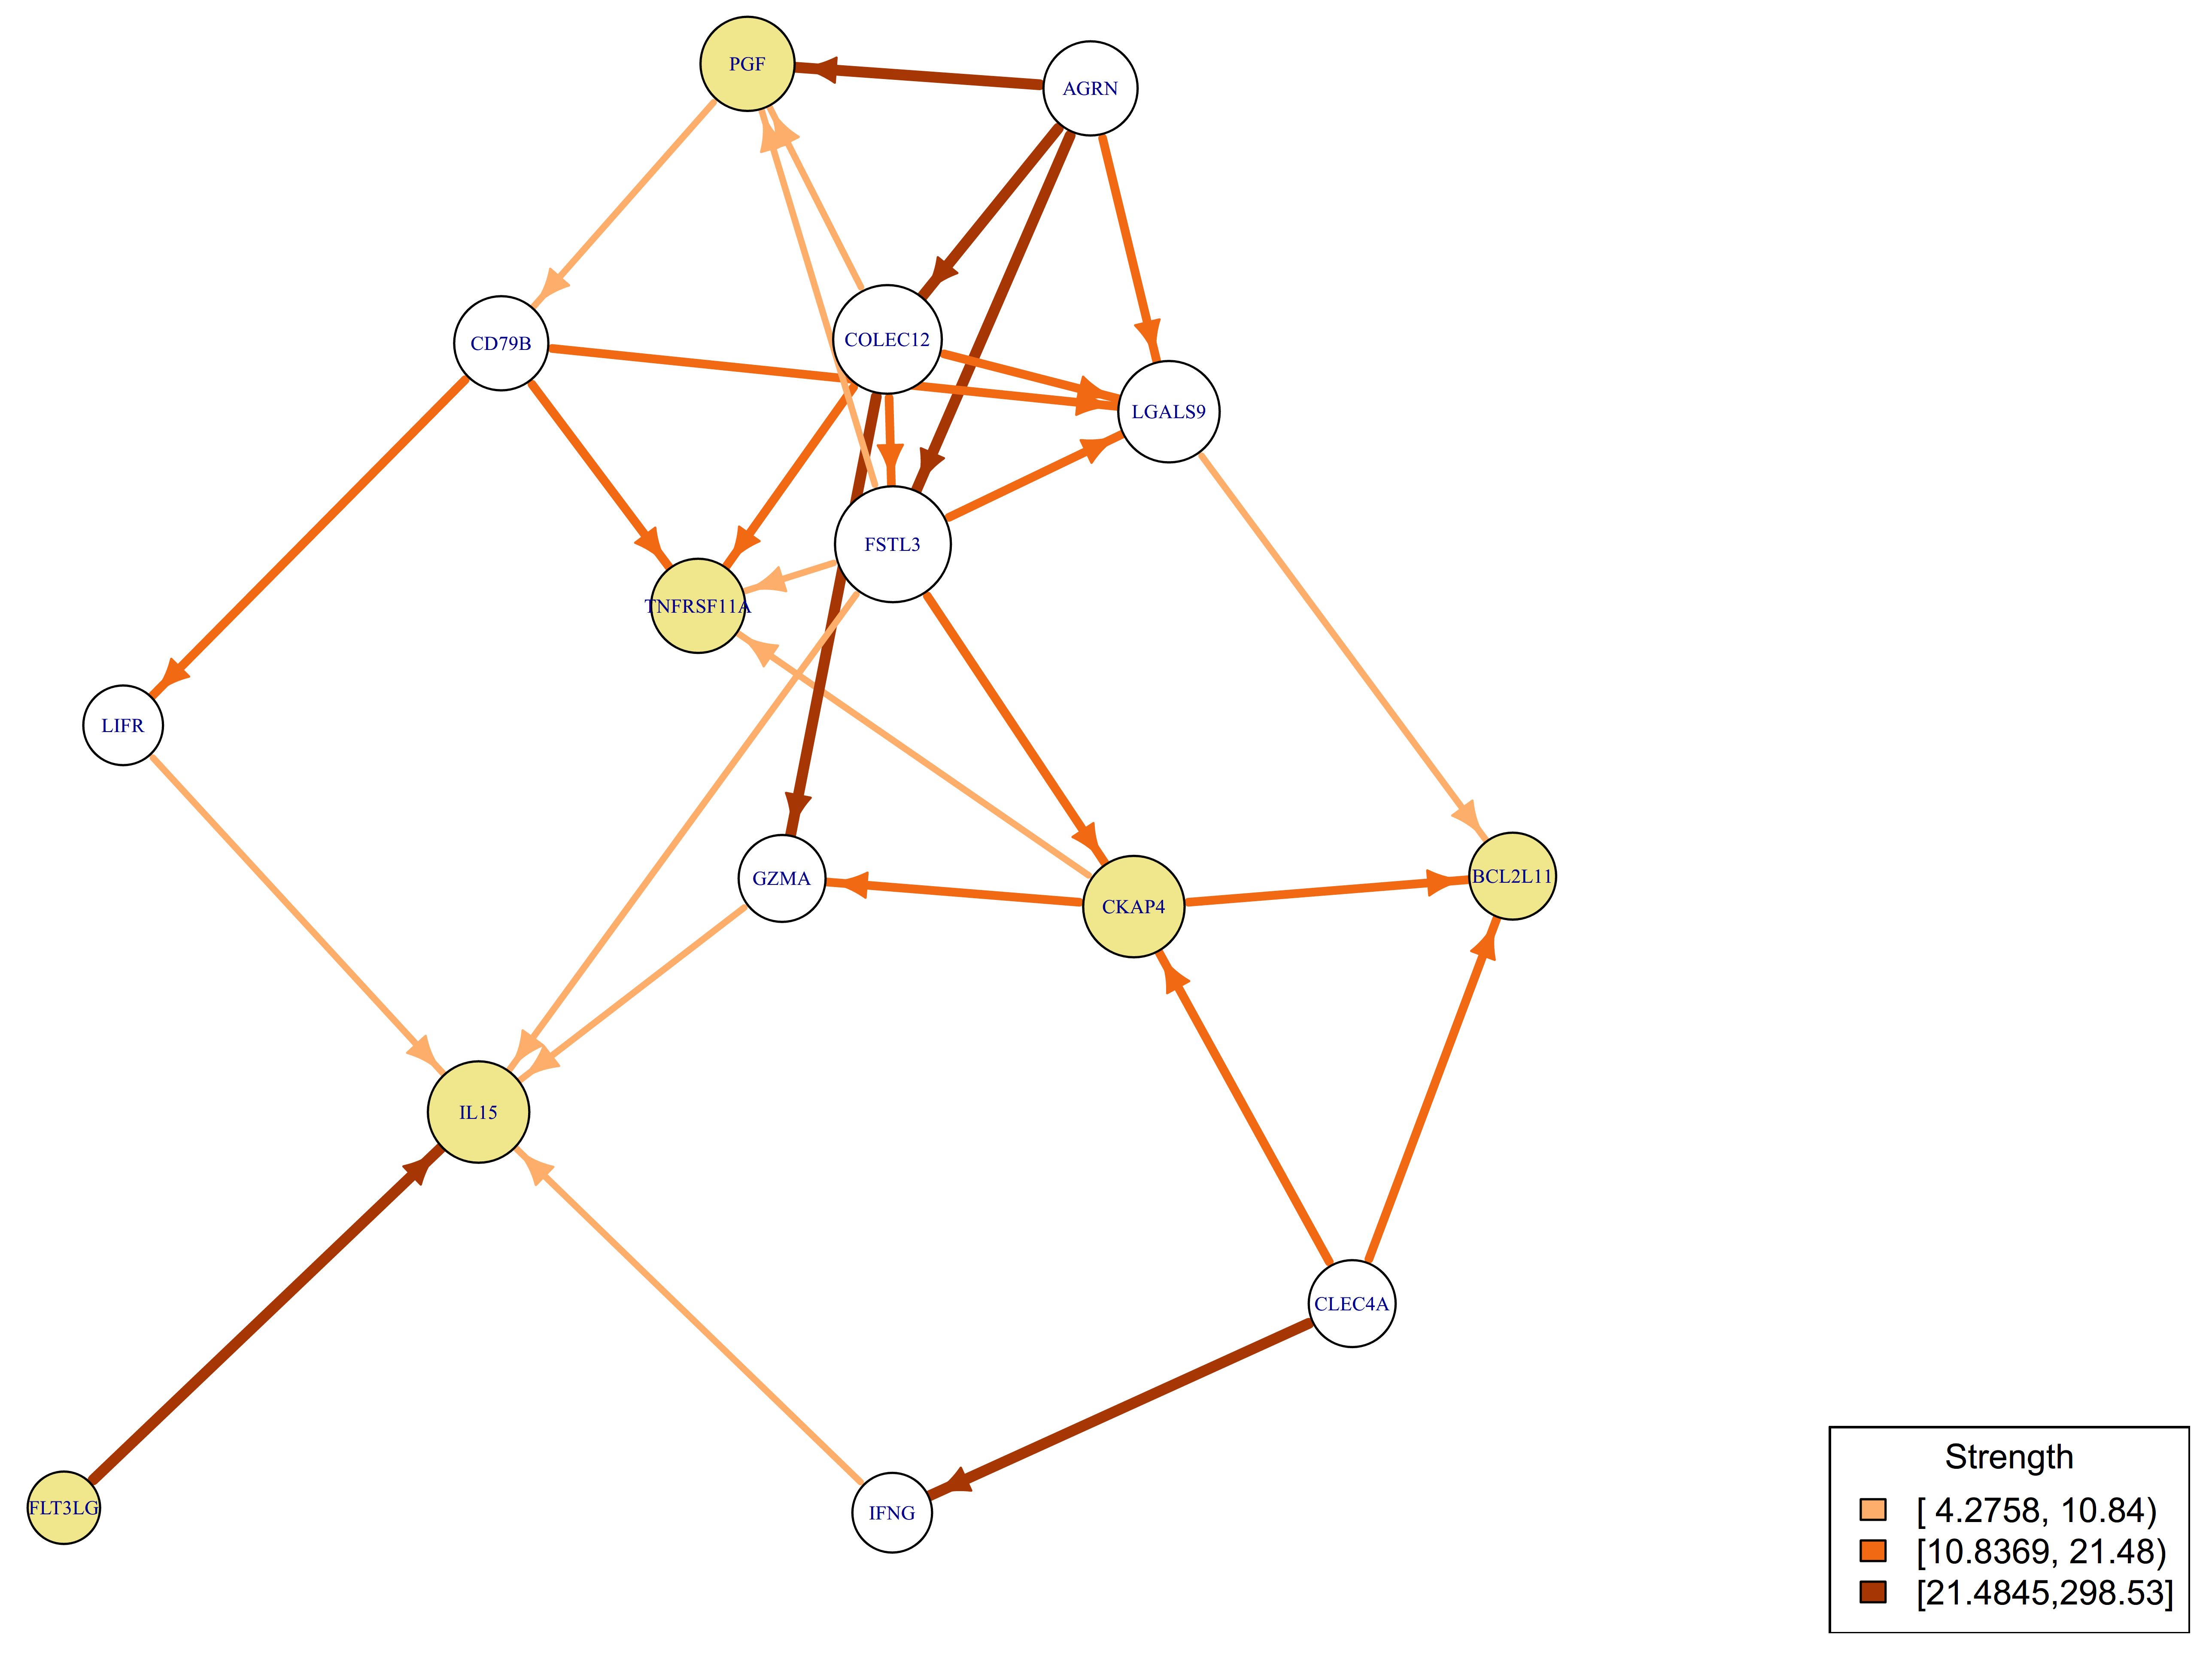 PGF
AGRN
CD79B
COLEC12
LGALS9
FSTL3
TNFRSF11A
LIFR
GZMA
CKAP4
BCL2L11
IL15
CLEC4A
FLT3LG
IFNG
Strength
[ 4.2758, 10.84)
[10.8369, 21.48)
[21.4845,298.53]